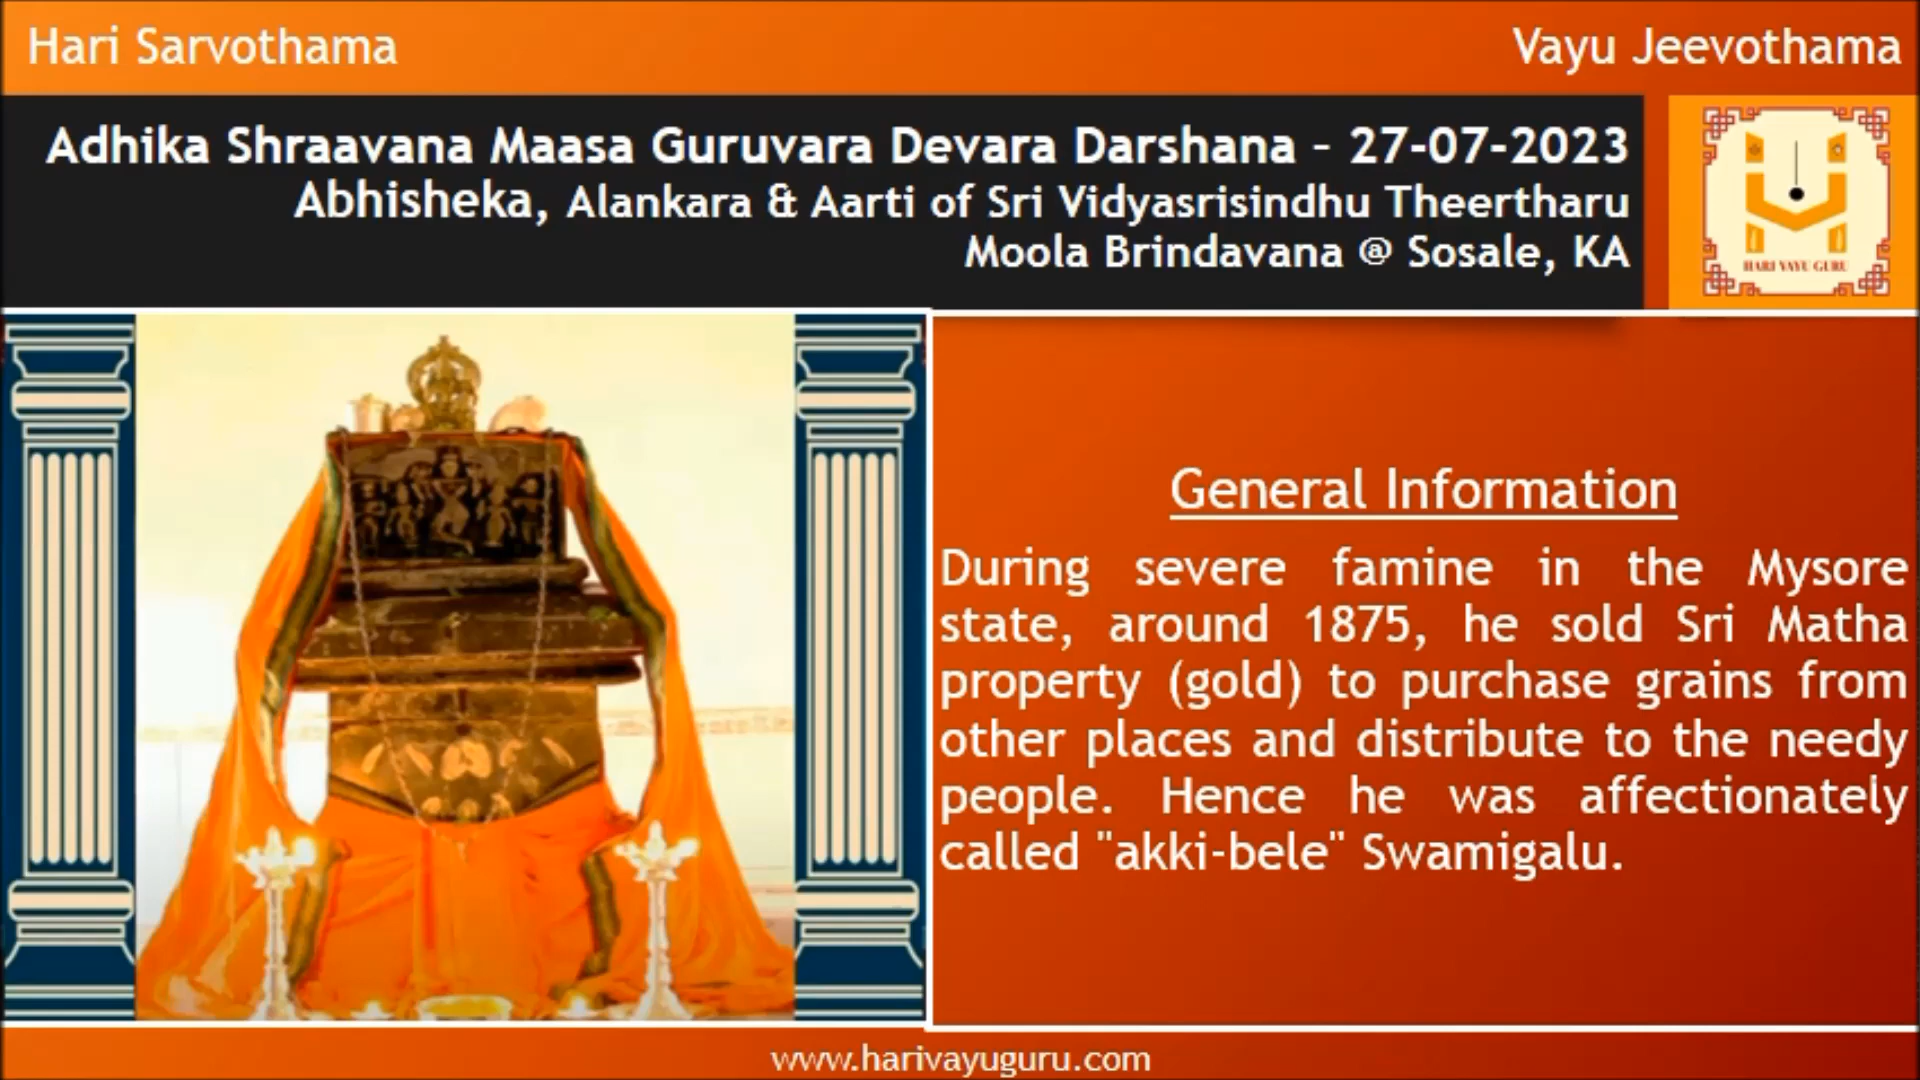 Hari Sarvothama
Vayu Jeevothama
Adhika Shraavana Maasa Guruvara Devara Darshana - 27-07-2023
Abhisheka, Alankara & Aarti of Sri Vidyasrisindhu Theertharu
Moola Brindavana @ Sosale, KA
HARI VAYU GURU
General Information
During severe famine in the Mysore
state, around 1875, he sold Sri Matha
property (gold) to purchase grains from
other places and distribute to the needy
people. Hence he was affectionately
called "akki-bele" Swamigalu.
www.harivayuguru.com